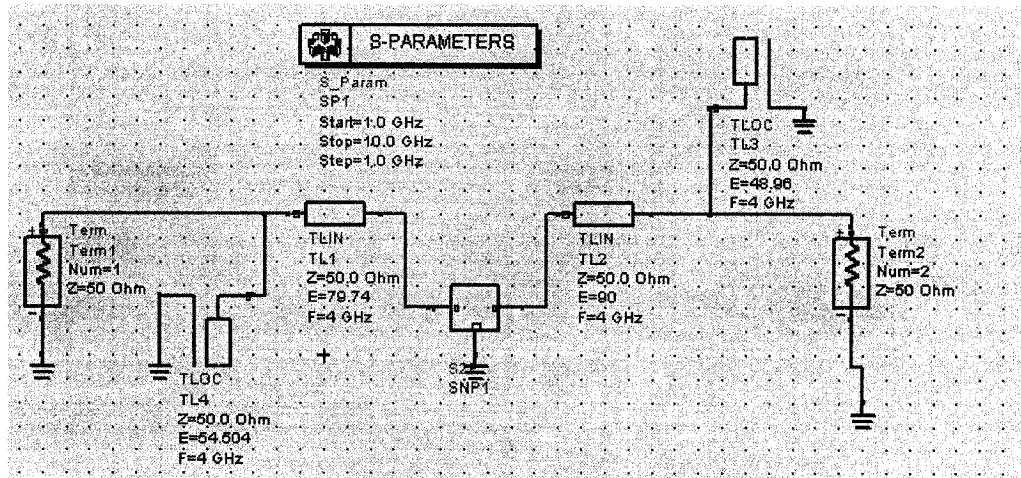 S-PARAMETERS
S_Param
SP1
Start=1.0 GHz
Stop=10.0 GHz
Step=1.0 GHz
TLOC
TL3
Z=50.0 Ohm
E=48.96
F=4 GHz
Term
Term1
Num=1
Z=50 Ohm
TLIN
TL1
Z=50.0 Ohm
E=79.74
F=4 GHz
TLIN
TL2
Z=50.0 Ohm
E=90
F=4 GHz
Term
Term2
Num=2
Z=50 Ohm
SNP1
TLOC
TL4
Z=50.0 Ohm
E=54.504
F=4 GHz